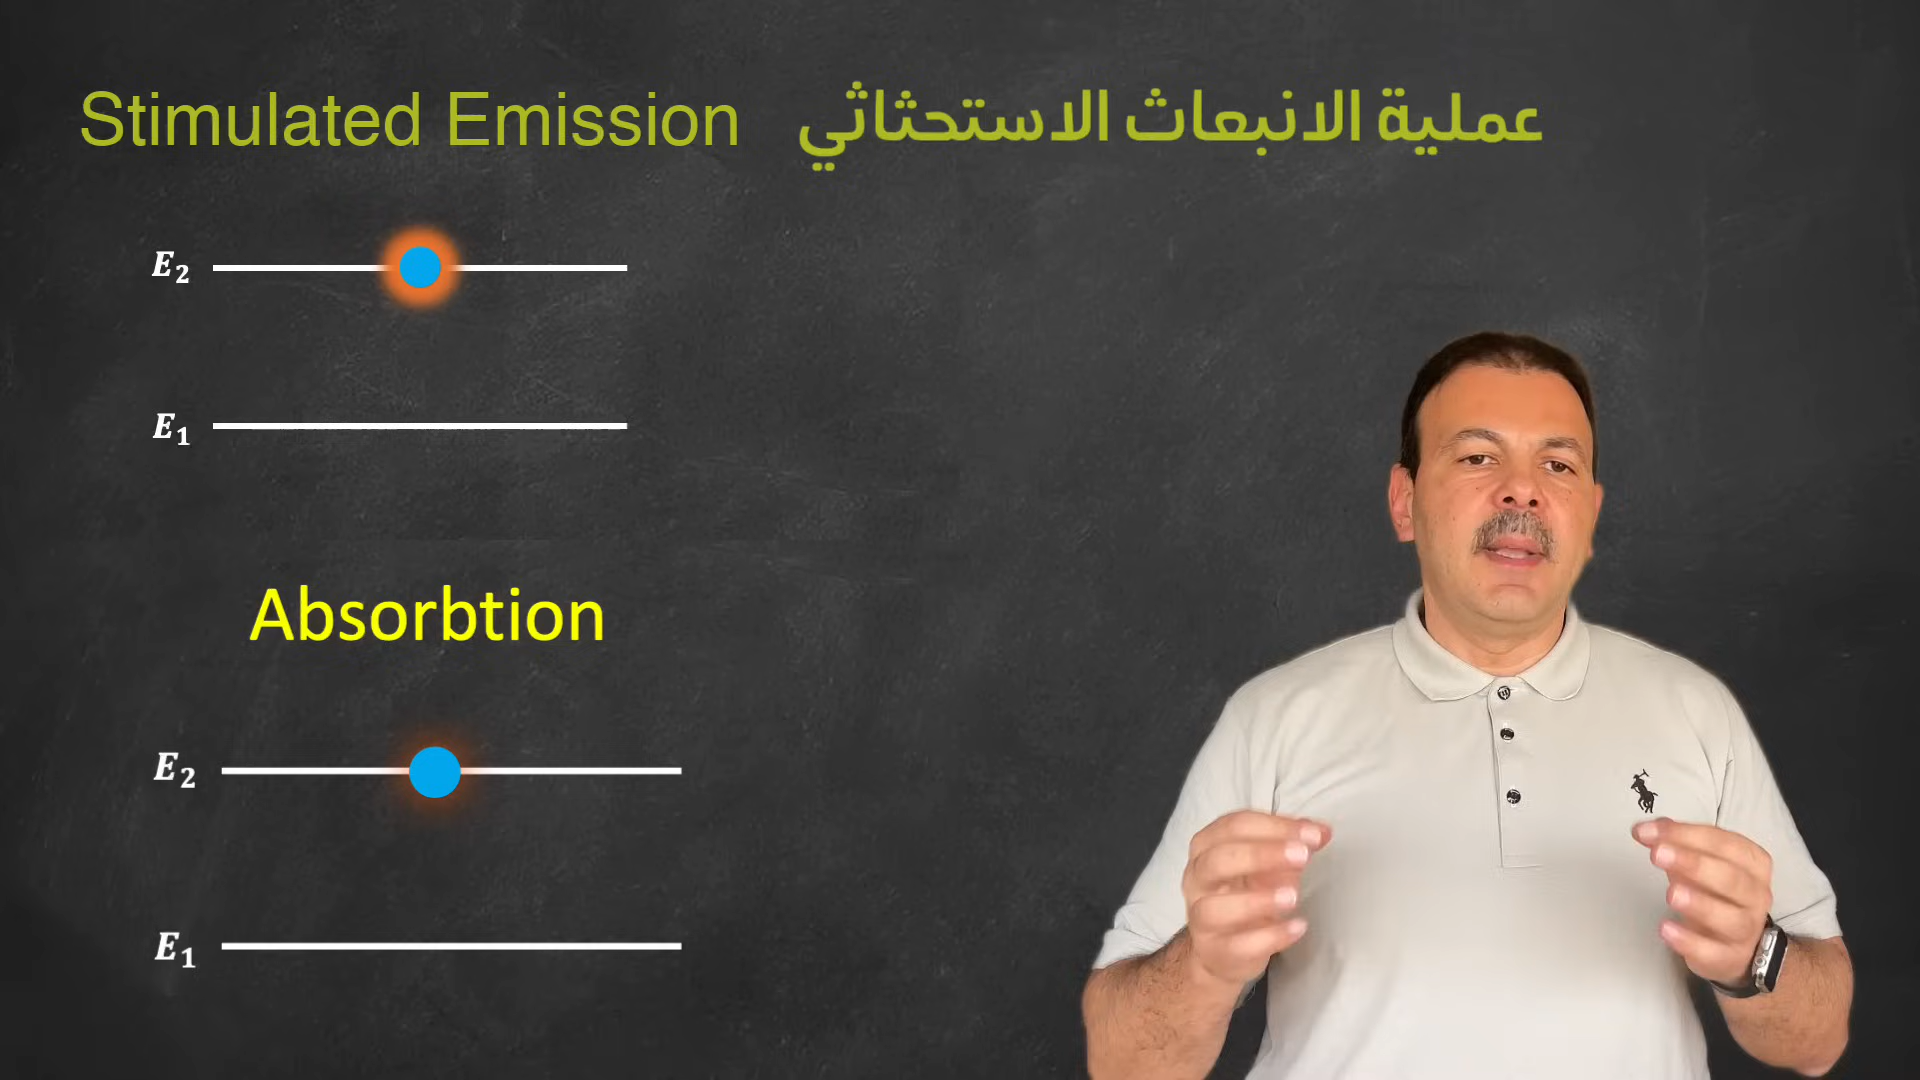 Stimulated Emission عملية الانبعاث الاستحثاثي
E₂
E₁
Absorbtion
E₂
E₁